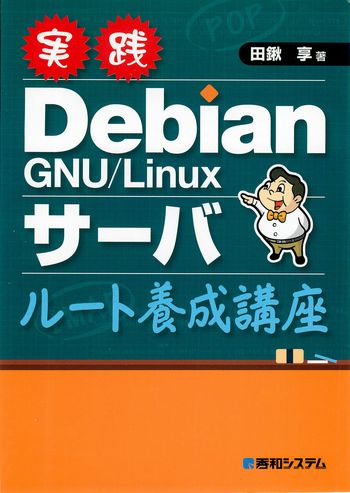 実践
田鍬 享 著
Debian
GNU/Linux
サーバ
ルート養成講座
秀和システム